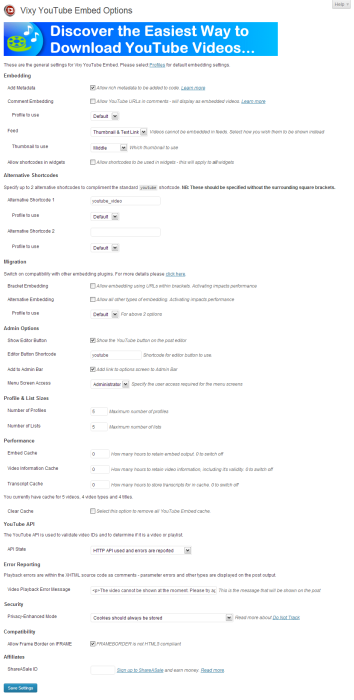 Help
Vixy YouTube Embed Options
Discover the Easiest Way to
Download YouTube Videos...
These are the general settings for Vixy YouTube Embed. Please select Profiles for default embedding settings.
Embedding
Add Metadata Allow rich metadata to be added to code. Learn more
Comment Embedding Allow YouTube URLs in comments - will display as embedded videos. Learn more
Profile to use Default
Feed Thumbnail & Text Link Videos cannot be embedded in feeds. Select how you wish them to be shown instead
Thumbnail to use Middle Which thumbnail to use
Allow shortcodes in widgets Allow shortcodes to be used in widgets - this will apply to all widgets
Alternative Shortcodes
Specify up to 2 alternative shortcodes to compliment the standard youtube shortcode. NB: These should be specified without the surrounding square brackets.
Alternative Shortcode 1 youtube_video
Profile to use Default
Alternative Shortcode 2
Profile to use Default
Migration
Switch on compatibility with other embedding plugins. For more details please click here.
Bracket Embedding Allow embedding using URLs within brackets. Activating impacts performance
Alternative Embedding Allow all other types of embedding. Activating impacts performance
Profile to use Default For above 2 options
Admin Options
Show Editor Button Show the YouTube button on the post editor
Editor Button Shortcode youtube Shortcode for editor button to use.
Add to Admin Bar Add link to options screen to Admin Bar
Menu Screen Access Administrator Specify the user access required for the menu screens
Profile & List Sizes
Number of Profiles 5 Maximum number of profiles
Number of Lists 5 Maximum number of lists
Performance
Embed Cache 0 How many hours to retain embed output. 0 to switch off
Video Information Cache 0 How many hours to retain video information, including its validity. 0 to switch off
Transcript Cache 0 How many hours to store transcripts for in cache. 0 to switch off
You currently have cache for 5 videos, 4 video types and 4 titles.
Clear Cache Select this option to remove all YouTube Embed cache.
YouTube API
The YouTube API is used to validate video IDs and to determine if it is a video or playlist.
API State HTTP API used and errors are reported
Error Reporting
Playback errors are within the XHTML source code as comments - parameter errors and other types are displayed on the post output.
Video Playback Error Message <p>The video cannot be shown at the moment. Please try a This is the message that will be shown on the post
Security
Privacy-Enhanced Mode Cookies should always be stored Read more about Do Not Track
Compatibility
Allow Frame Border on IFRAME FRAMEBORDER is not HTML5 compliant
Affiliates
ShareASale ID Sign up to ShareASale and earn money. Read more.
Save Settings